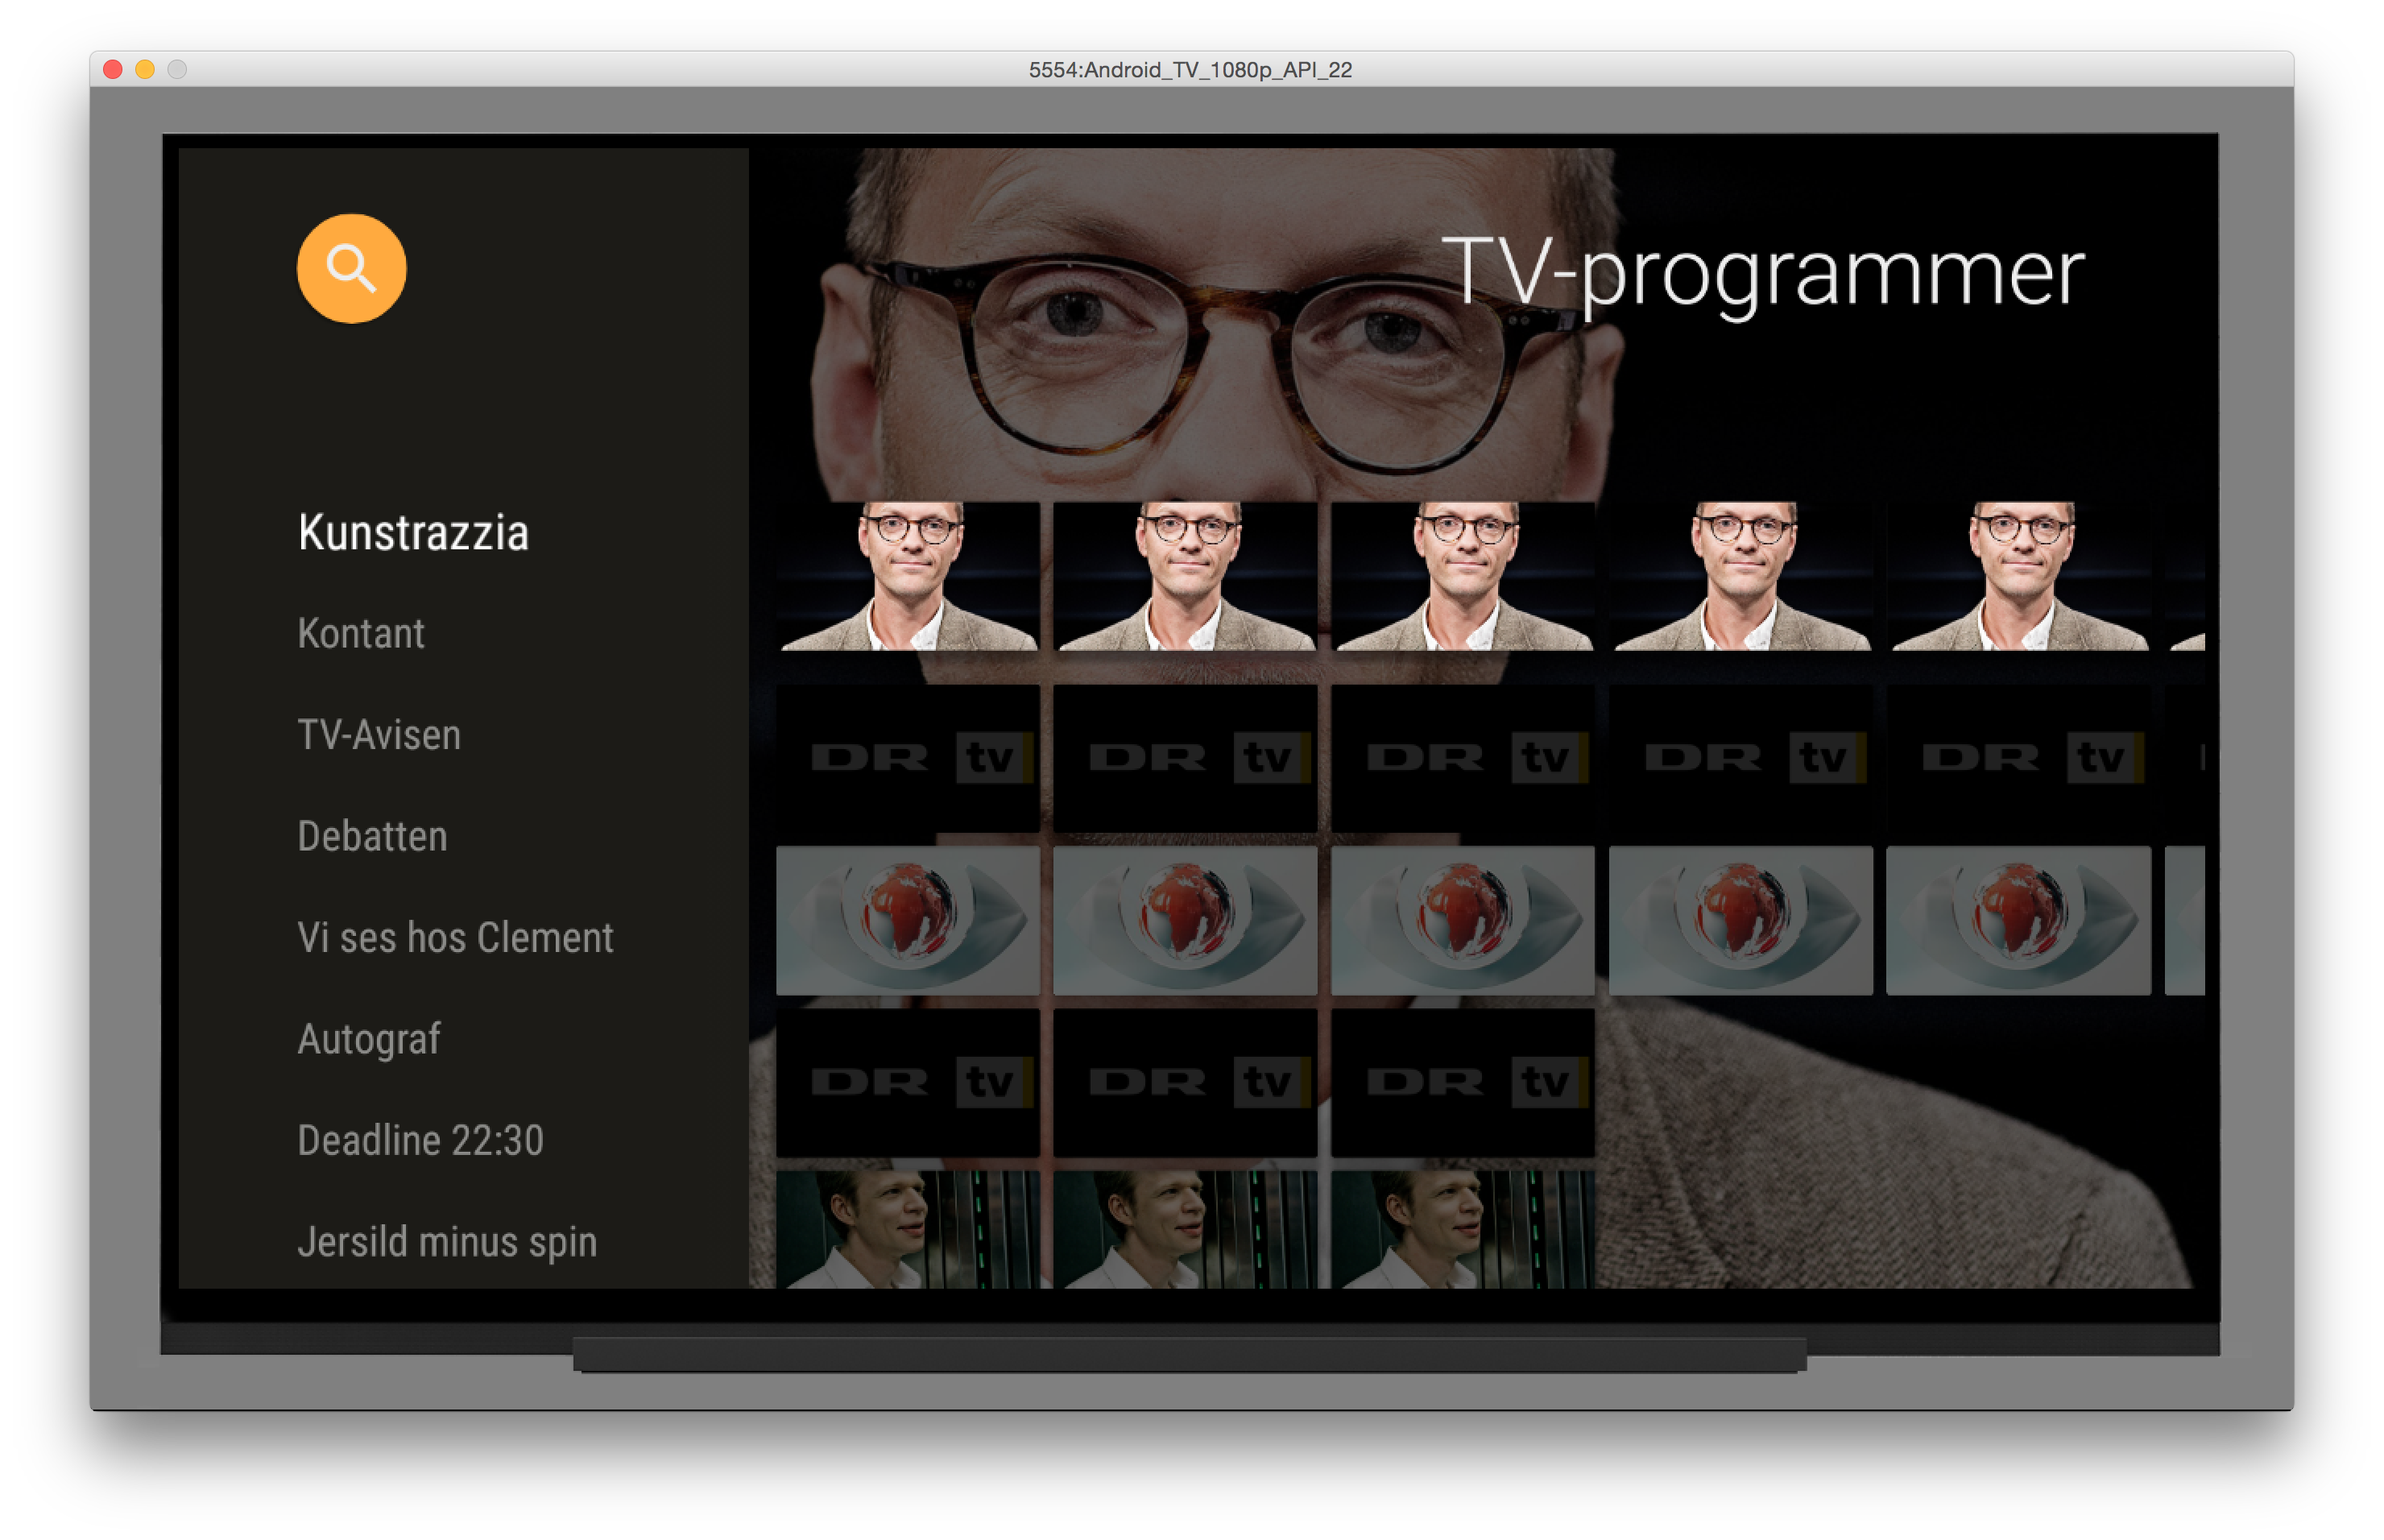 5554:Android_TV_1080p_API_22
TV-programmer
Kunstrazzia
Kontant
TV-Avisen
DR tv DR tv DR tv DR tv DR tv
Debatten
Vi ses hos Clement
Autograf
DR tv DR tv DR tv
Deadline 22:30
Jersild minus spin